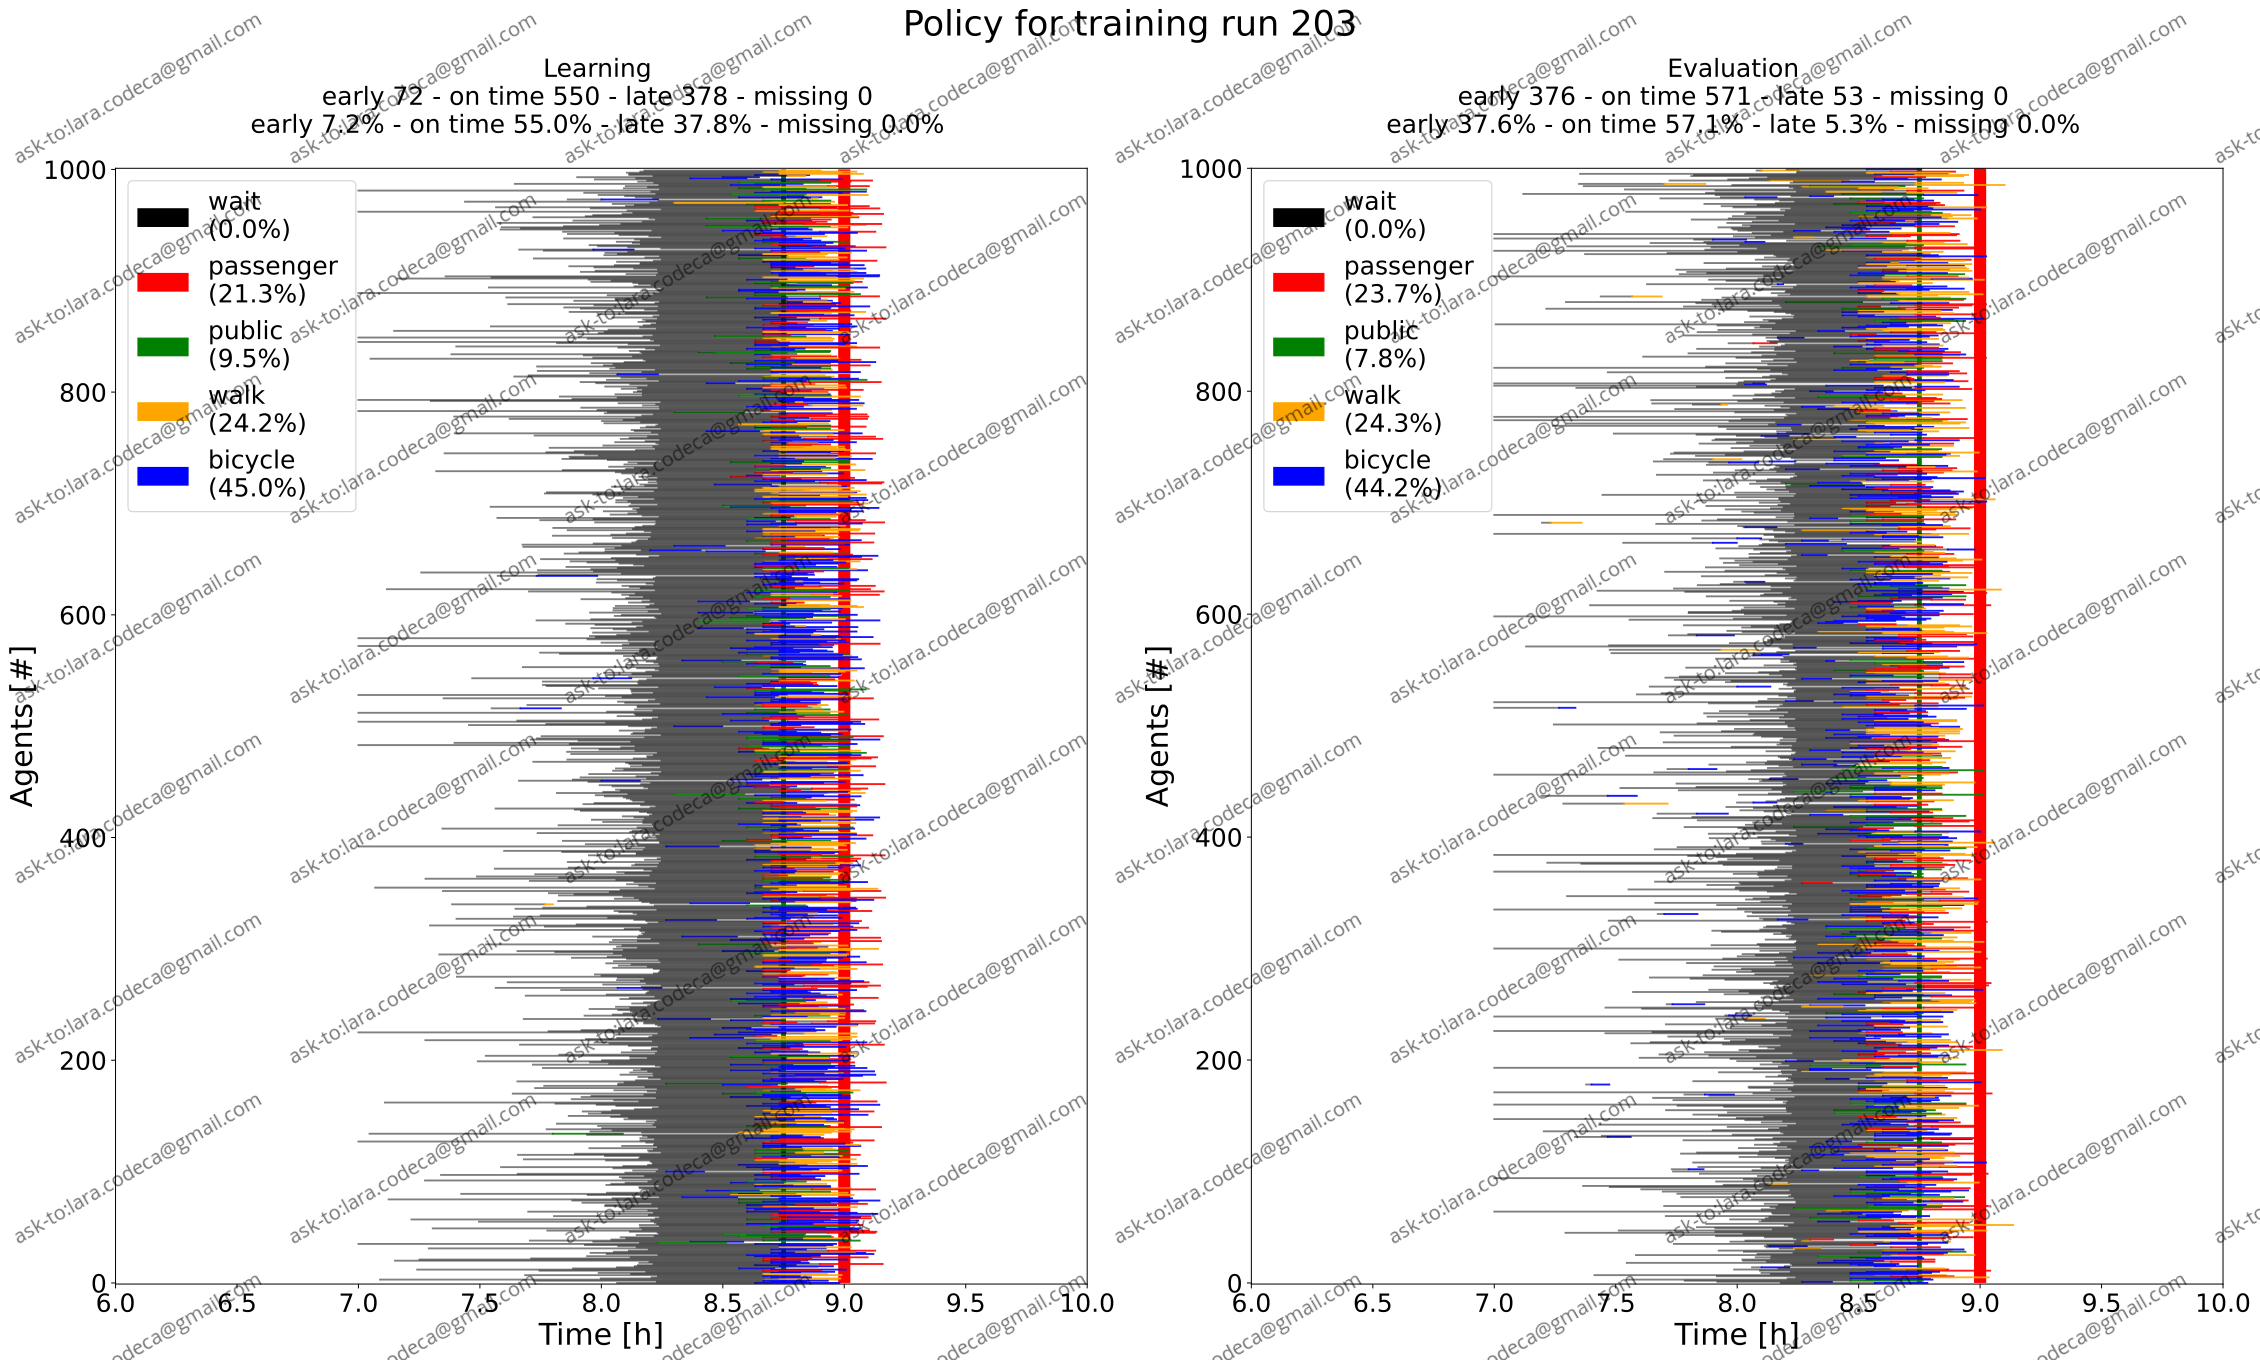 Policy for training run 203
Learning
early 72 - on time 550 - late 378 - missing 0
early 7.2% - on time 55.0% - late 37.8% - missing 0.0%
1000
800
600
400
200
0
Agents [#]
wait
(0.0%)
passenger
(21.3%)
public
(9.5%)
walk
(24.2%)
bicycle
(45.0%)
6.0 6.5 7.0 7.5 8.0 8.5 9.0 9.5 10.0
Time [h]
Evaluation
early 376 - on time 571 - late 53 - missing 0
early 37.6% - on time 57.1% - late 5.3% - missing 0.0%
1000
800
600
400
200
0
Agents [#]
wait
(0.0%)
passenger
(23.7%)
public
(7.8%)
walk
(24.3%)
bicycle
(44.2%)
6.0 6.5 7.0 7.5 8.0 8.5 9.0 9.5 10.0
Time [h]
ask-to:lara.codeca@gmail.com